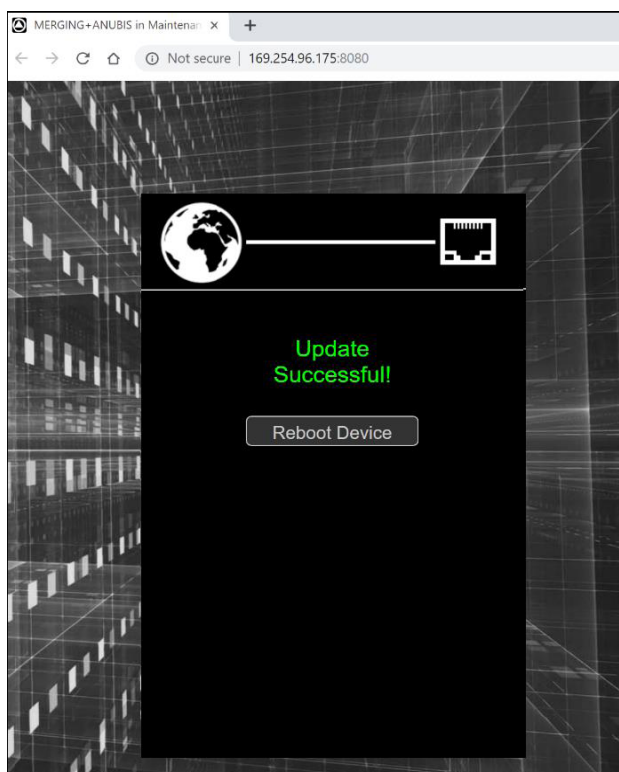 MERGING+ANUBIS in Maintenan
Not secure | 169.254.96.175:8080
Update
Successful!
Reboot Device